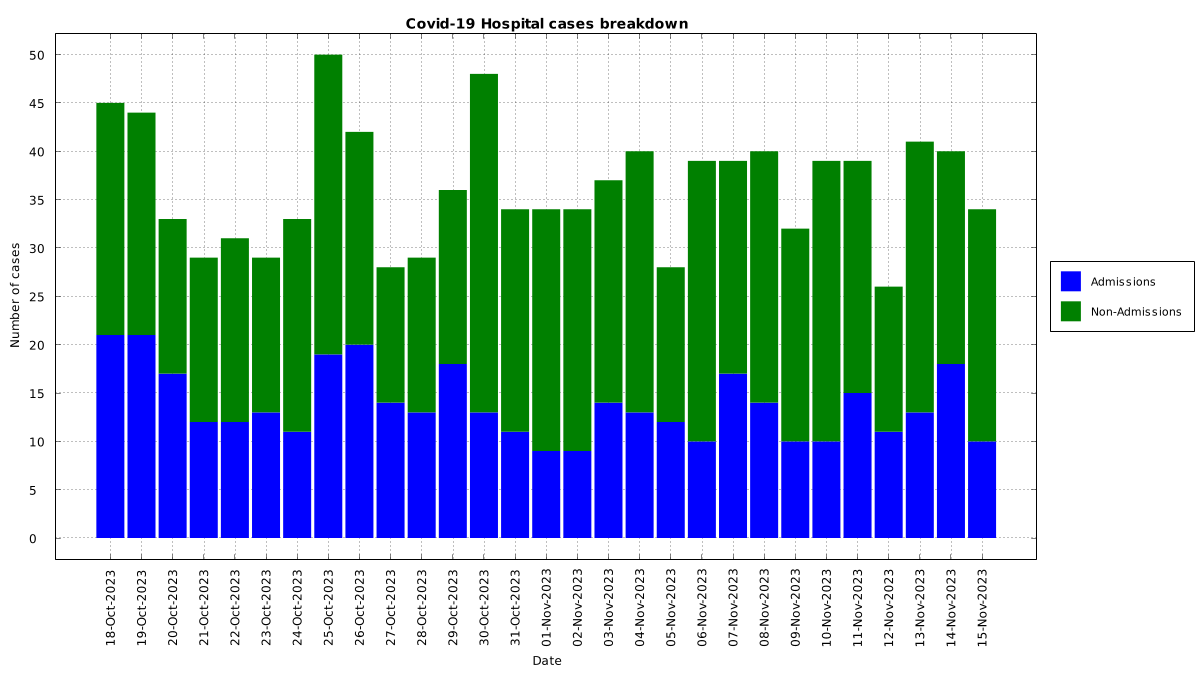 Covid-19 Hospital cases breakdown
50
45
40
35
30
25
20
15
10
5
0
Number of cases
18-Oct-2023
19-Oct-2023
20-Oct-2023
21-Oct-2023
22-Oct-2023
23-Oct-2023
24-Oct-2023
25-Oct-2023
26-Oct-2023
27-Oct-2023
28-Oct-2023
29-Oct-2023
30-Oct-2023
31-Oct-2023
01-Nov-2023
02-Nov-2023
03-Nov-2023
04-Nov-2023
05-Nov-2023
06-Nov-2023
07-Nov-2023
08-Nov-2023
09-Nov-2023
10-Nov-2023
11-Nov-2023
12-Nov-2023
13-Nov-2023
14-Nov-2023
15-Nov-2023
Date
Admissions
Non-Admissions